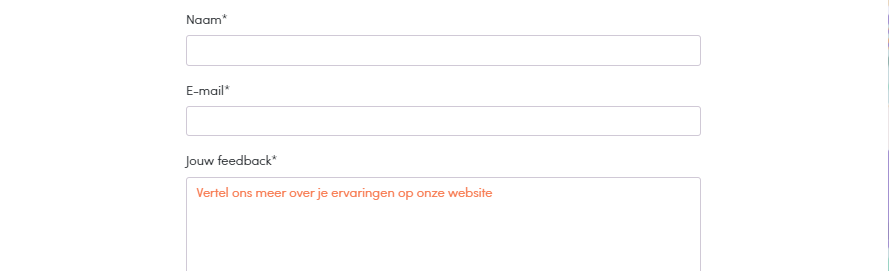 Naam*
E-mail*
Jouw feedback*
Vertel ons meer over je ervaringen op onze website